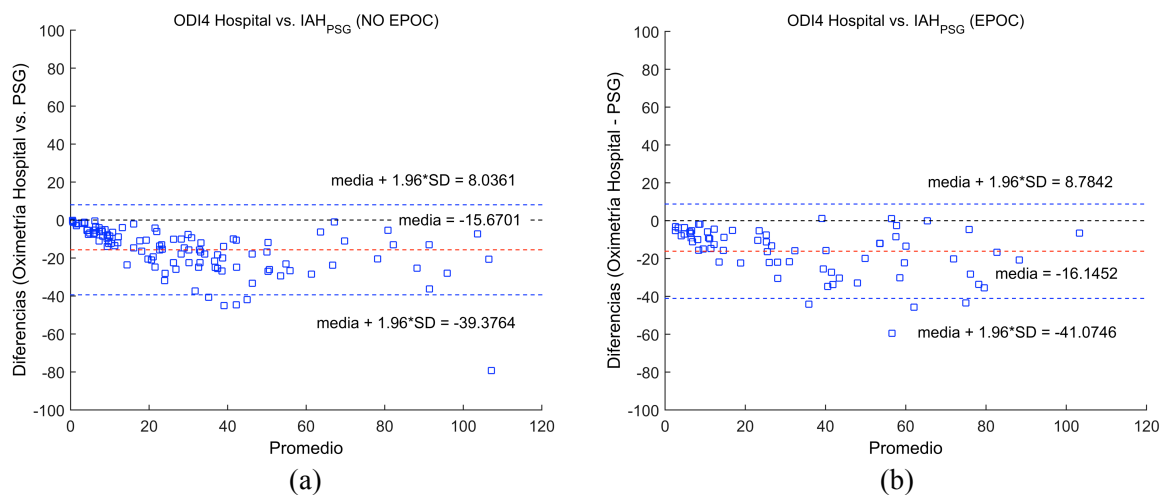 ODI4 Hospital vs. IAH_PSG (NO EPOC)
Diferencias (Oximetría Hospital vs. PSG)
100
80
60
40
20
0
-20
-40
-60
-80
-100
media + 1.96*SD = 8.0361
media = -15.6701
media + 1.96*SD = -39.3764
0 20 40 60 80 100 120
Promedio
(a)
ODI4 Hospital vs. IAH_PSG (EPOC)
Diferencias (Oximetría Hospital - PSG)
100
80
60
40
20
0
-20
-40
-60
-80
-100
media + 1.96*SD = 8.7842
media = -16.1452
media + 1.96*SD = -41.0746
0 20 40 60 80 100 120
Promedio
(b)